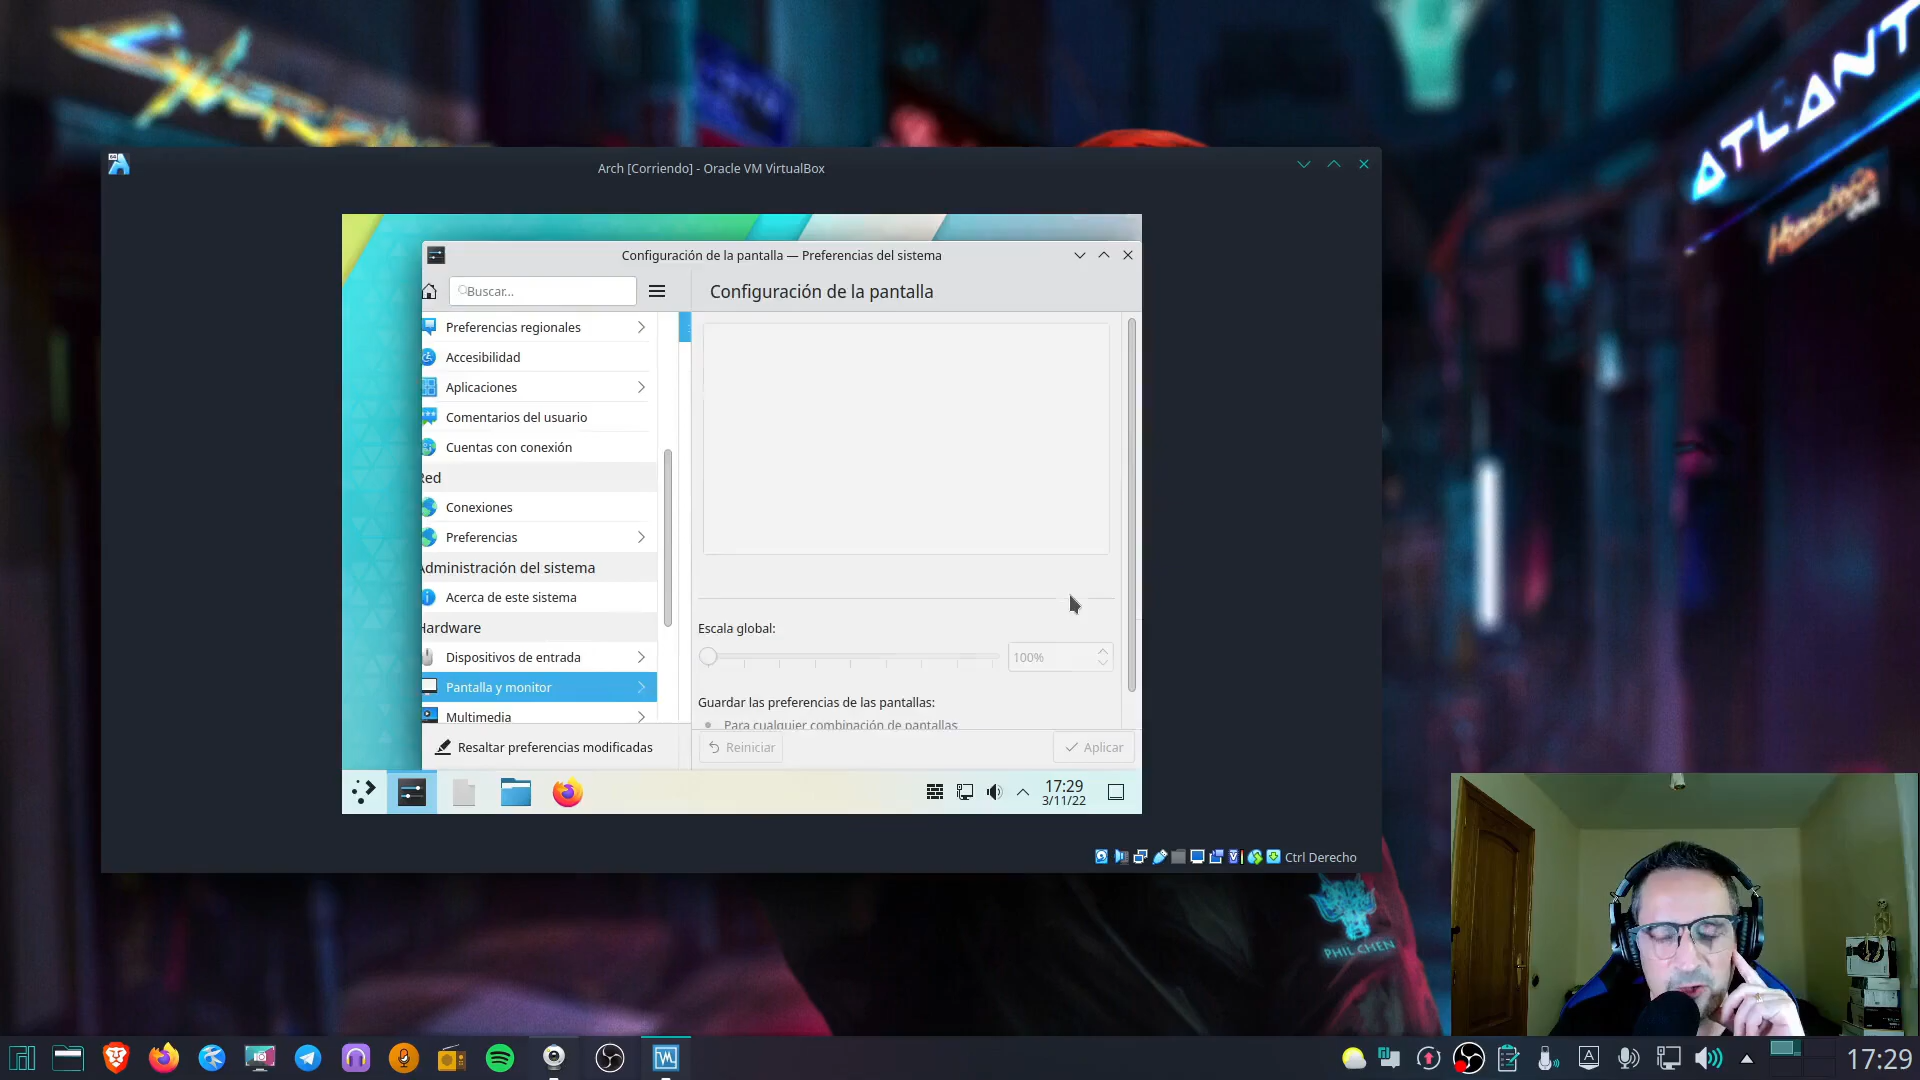 ATLANT
Arch [Corriendo] - Oracle VM VirtualBox
Configuración de la pantalla — Preferencias del sistema
Buscar...
Configuración de la pantalla
Preferencias regionales
Accesibilidad
Aplicaciones
Comentarios del usuario
Cuentas con conexión
Red
Conexiones
Preferencias
Administración del sistema
Acerca de este sistema
Hardware
Dispositivos de entrada
Pantalla y monitor
Multimedia
Resaltar preferencias modificadas
Escala global:
100%
Guardar las preferencias de las pantallas:
Para cualquier combinación de pantallas
Reiniciar
Aplicar
17:29
3/11/22
Ctrl Derecho
PHIL CHEN
17:29